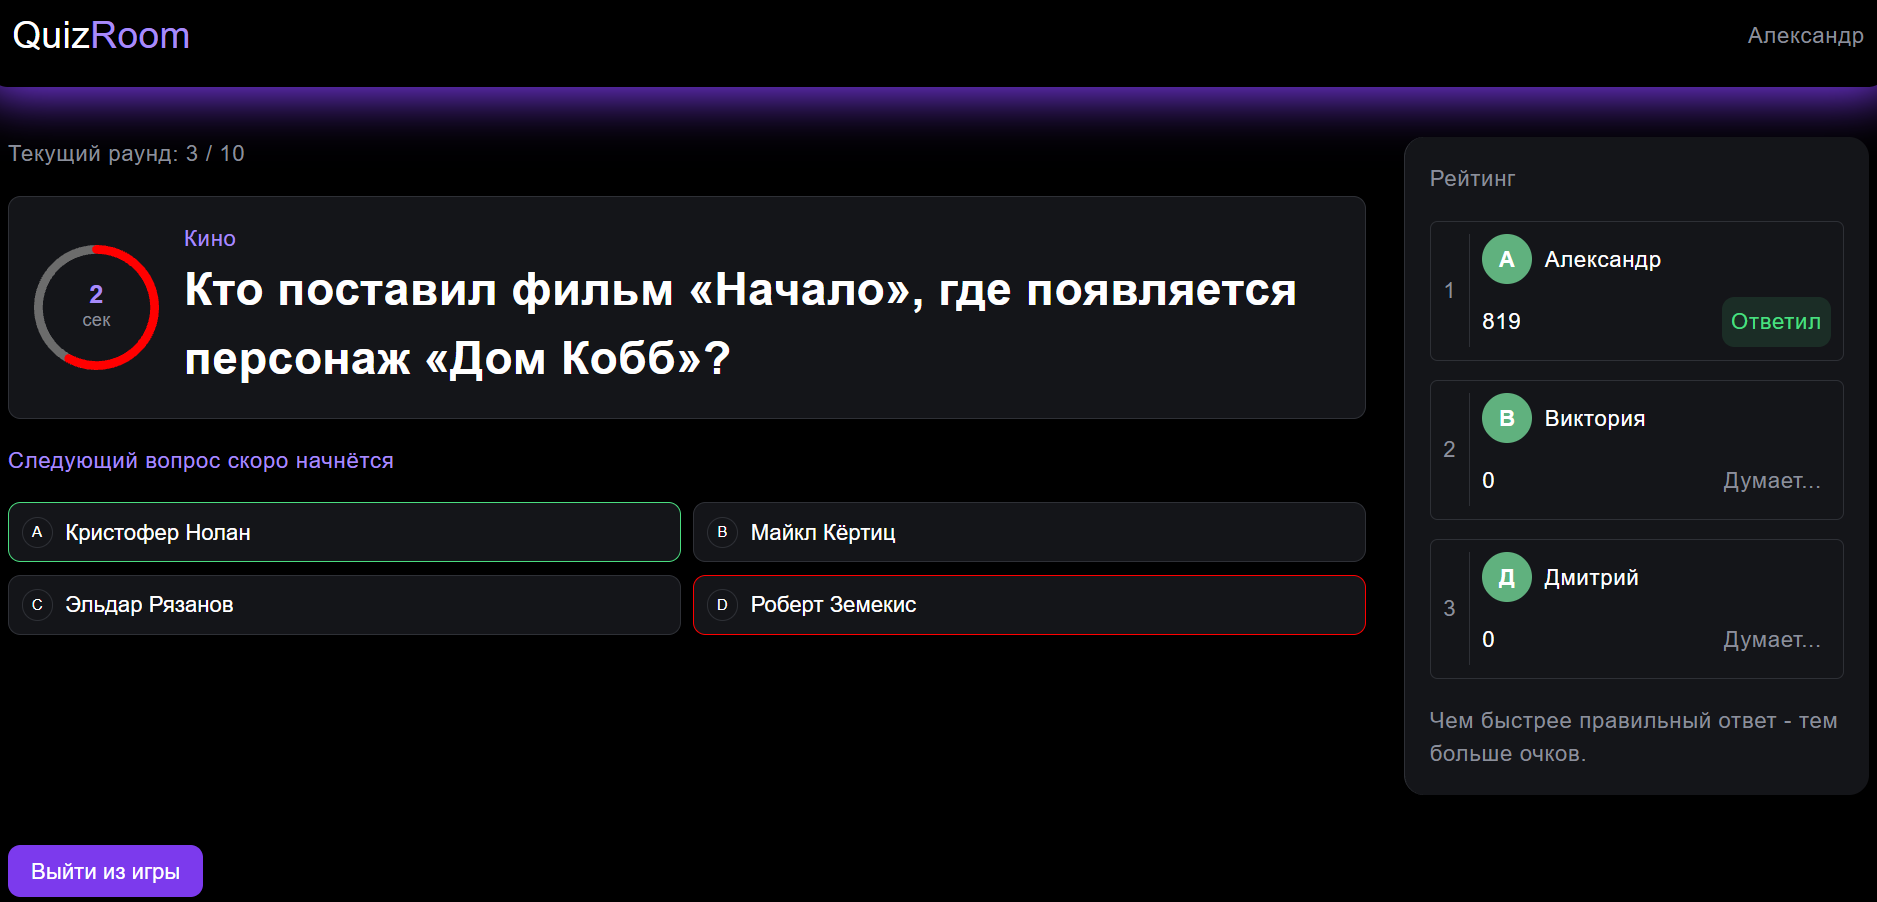 QuizRoom
Александр
Текущий раунд: 3 / 10
2
сек
Кино
Кто поставил фильм «Начало», где появляется
персонаж «Дом Кобб»?
Следующий вопрос скоро начнётся
A Кристофер Нолан
B Майкл Кёртиц
C Эльдар Рязанов
D Роберт Земекис
Выйти из игры
Рейтинг
1
А Александр
819 Ответил
2
В Виктория
0 Думает...
3
Д Дмитрий
0 Думает...
Чем быстрее правильный ответ - тем
больше очков.